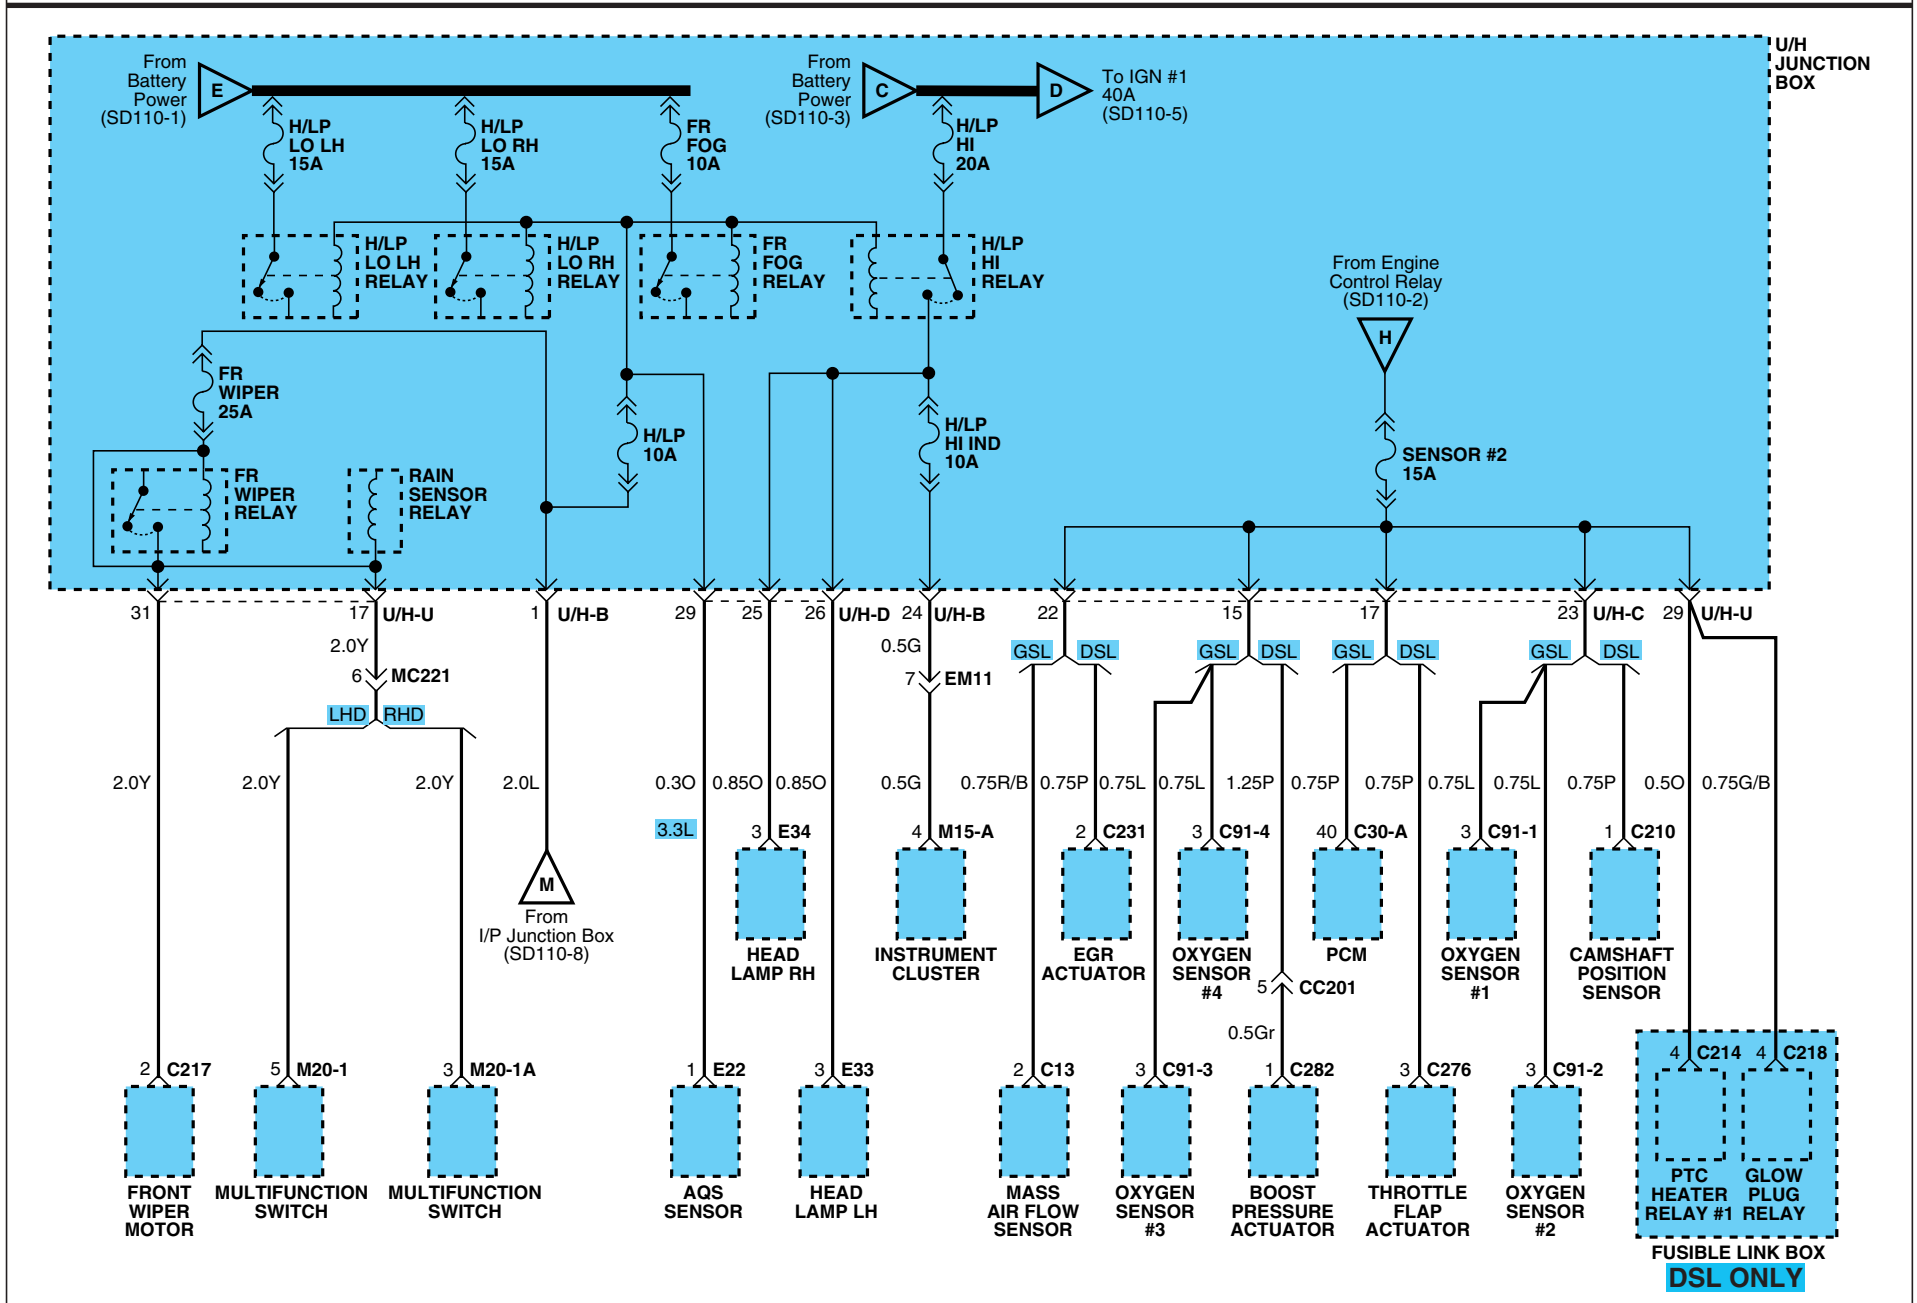 U/H
JUNCTION
BOX
From
Battery
Power
(SD110-1)
E
From
Battery
Power
(SD110-3)
C
D
To IGN #1
40A
(SD110-5)
H/LP
LO LH
15A
H/LP
LO RH
15A
FR
FOG
10A
H/LP
HI
20A
H/LP
LO LH
RELAY
H/LP
LO RH
RELAY
FR
FOG
RELAY
H/LP
HI
RELAY
From Engine
Control Relay
(SD110-2)
H
FR
WIPER
25A
H/LP
10A
H/LP
HI IND
10A
SENSOR #2
15A
FR
WIPER
RELAY
RAIN
SENSOR
RELAY
31
17 U/H-U
1 U/H-B
29
25
26 U/H-D
24 U/H-B
22
15
17
23 U/H-C
29 U/H-U
2.0Y
0.5G
GSL DSL
GSL DSL
GSL DSL
GSL DSL
6 MC221
7 EM11
LHD RHD
2.0Y
2.0Y
2.0Y
2.0L
0.3O
0.85O
0.85O
0.5G
0.75R/B
0.75P
0.75L
0.75L
1.25P
0.75P
0.75P
0.75L
0.75L
0.75P
0.5O
0.75G/B
3.3L
3 E34
4 M15-A
2 C231
3 C91-4
40 C30-A
3 C91-1
1 C210
M
From
I/P Junction Box
(SD110-8)
HEAD
LAMP RH
INSTRUMENT
CLUSTER
EGR
ACTUATOR
OXYGEN
SENSOR
#4
PCM
OXYGEN
SENSOR
#1
CAMSHAFT
POSITION
SENSOR
5 CC201
0.5Gr
2 C217
5 M20-1
3 M20-1A
1 E22
3 E33
2 C13
3 C91-3
1 C282
3 C276
3 C91-2
4 C214
4 C218
FRONT
WIPER
MOTOR
MULTIFUNCTION
SWITCH
MULTIFUNCTION
SWITCH
AQS
SENSOR
HEAD
LAMP LH
MASS
AIR FLOW
SENSOR
OXYGEN
SENSOR
#3
BOOST
PRESSURE
ACTUATOR
THROTTLE
FLAP
ACTUATOR
OXYGEN
SENSOR
#2
PTC
HEATER
RELAY #1
GLOW
PLUG
RELAY
FUSIBLE LINK BOX
DSL ONLY